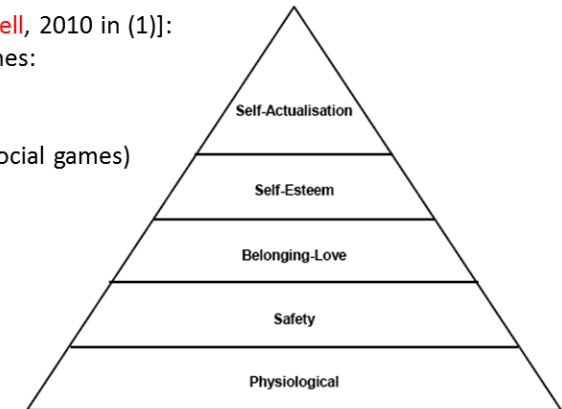 ell, 2010 in (1)]:
nes:
ocial games)
Self-Actualisation
Self-Esteem
Belonging-Love
Safety
Physiological